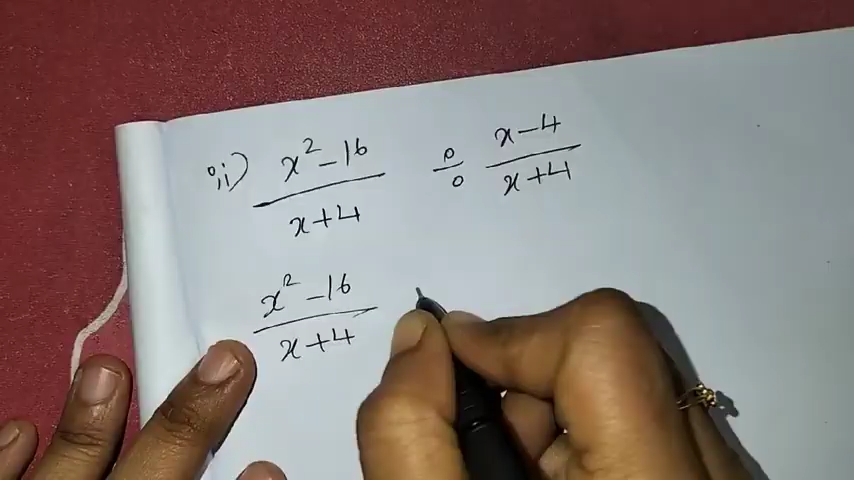 ii) x² - 16 / x + 4 ÷ x - 4 / x + 4
x² - 16 / x + 4